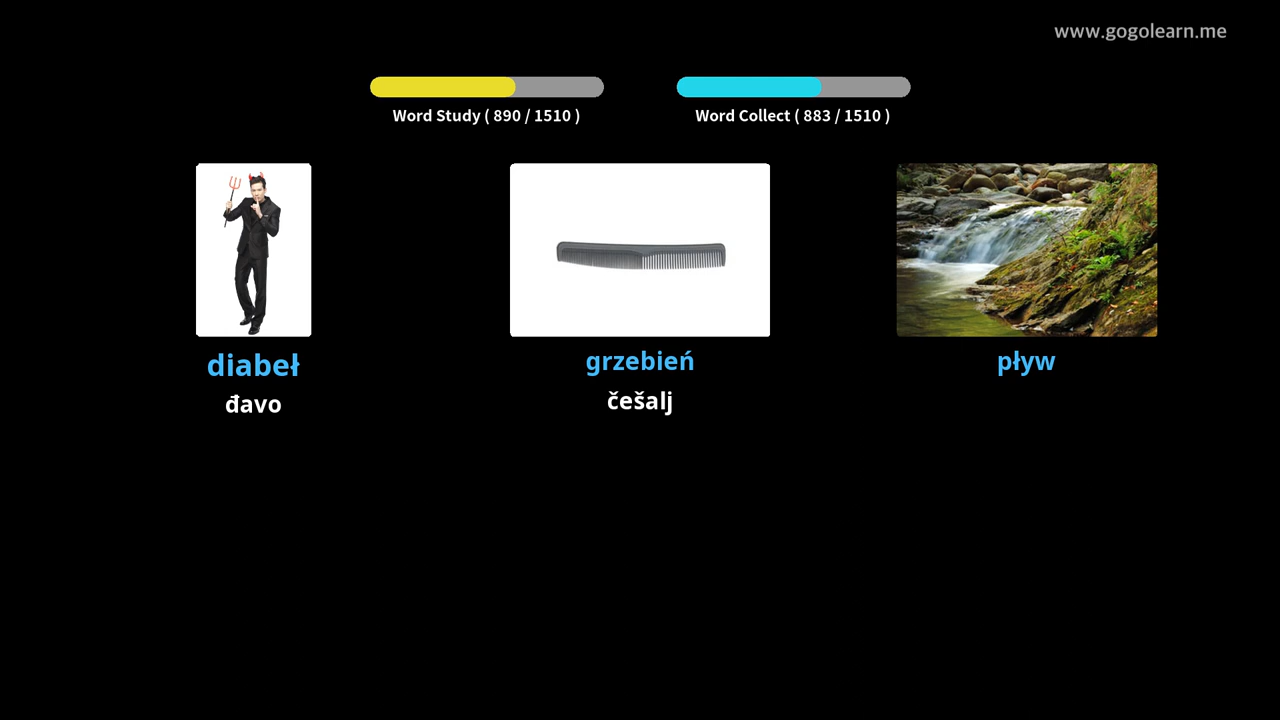 www.gogolearn.me
Word Study ( 890 / 1510 )
Word Collect ( 883 / 1510 )
diabeł
grzebień
pływ
đavo
češalj